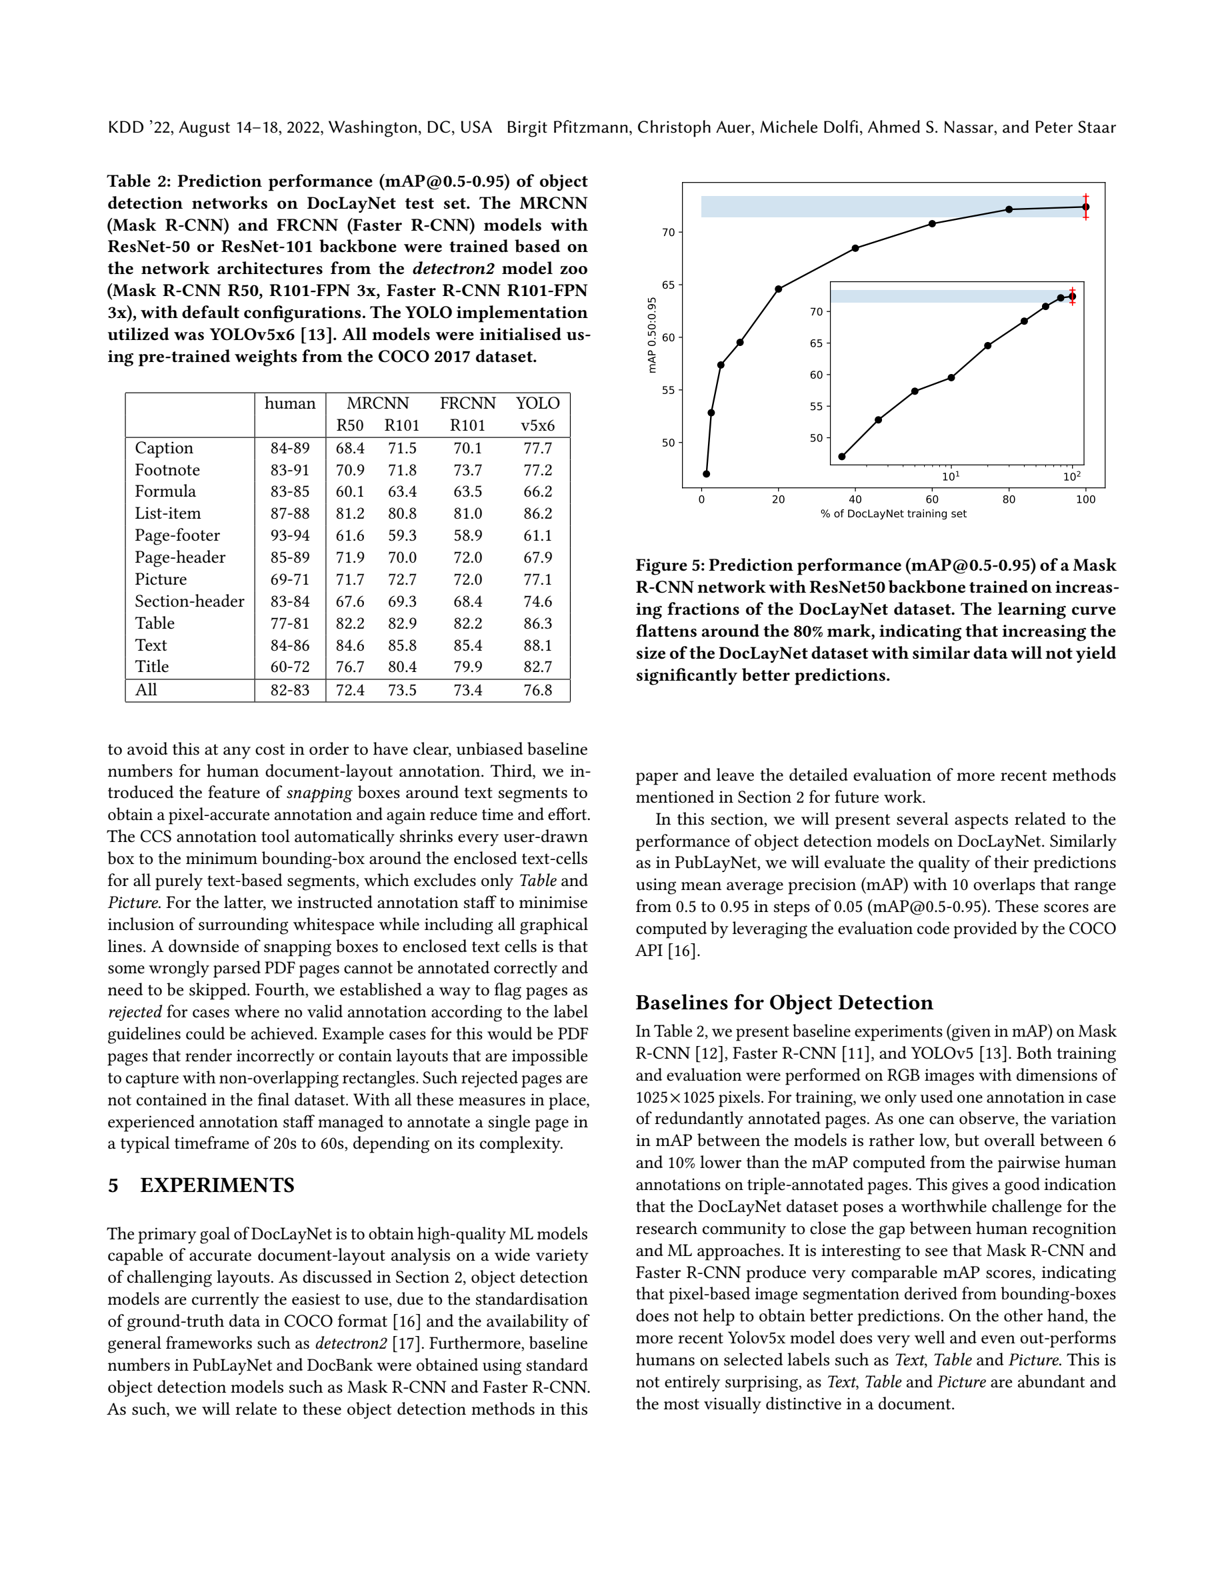 KDD ’22, August 14–18, 2022, Washington, DC, USA Birgit Pfitzmann, Christoph Auer, Michele Dolfi, Ahmed S. Nassar, and Peter Staar
Table 2: Prediction performance (mAP@0.5-0.95) of object
detection networks on DocLayNet test set. The MRCNN
(Mask R-CNN) and FRCNN (Faster R-CNN) models with
ResNet-50 or ResNet-101 backbone were trained based on
the network architectures from the detectron2 model zoo
(Mask R-CNN R50, R101-FPN 3x, Faster R-CNN R101-FPN
3x), with default configurations. The YOLO implementation
utilized was YOLOv5x6 [13]. All models were initialised us-
ing pre-trained weights from the COCO 2017 dataset.
human MRCNN FRCNN YOLO
R50 R101 R101 v5x6
Caption 84-89 68.4 71.5 70.1 77.7
Footnote 83-91 70.9 71.8 73.7 77.2
Formula 83-85 60.1 63.4 63.5 66.2
List-item 87-88 81.2 80.8 81.0 86.2
Page-footer 93-94 61.6 59.3 58.9 61.1
Page-header 85-89 71.9 70.0 72.0 67.9
Picture 69-71 71.7 72.7 72.0 77.1
Section-header 83-84 67.6 69.3 68.4 74.6
Table 77-81 82.2 82.9 82.2 86.3
Text 84-86 84.6 85.8 85.4 88.1
Title 60-72 76.7 80.4 79.9 82.7
All 82-83 72.4 73.5 73.4 76.8
to avoid this at any cost in order to have clear, unbiased baseline
numbers for human document-layout annotation. Third, we in-
troduced the feature of snapping boxes around text segments to
obtain a pixel-accurate annotation and again reduce time and effort.
The CCS annotation tool automatically shrinks every user-drawn
box to the minimum bounding-box around the enclosed text-cells
for all purely text-based segments, which excludes only Table and
Picture. For the latter, we instructed annotation staff to minimise
inclusion of surrounding whitespace while including all graphical
lines. A downside of snapping boxes to enclosed text cells is that
some wrongly parsed PDF pages cannot be annotated correctly and
need to be skipped. Fourth, we established a way to flag pages as
rejected for cases where no valid annotation according to the label
guidelines could be achieved. Example cases for this would be PDF
pages that render incorrectly or contain layouts that are impossible
to capture with non-overlapping rectangles. Such rejected pages are
not contained in the final dataset. With all these measures in place,
experienced annotation staff managed to annotate a single page in
a typical timeframe of 20s to 60s, depending on its complexity.
5 EXPERIMENTS
The primary goal of DocLayNet is to obtain high-quality ML models
capable of accurate document-layout analysis on a wide variety
of challenging layouts. As discussed in Section 2, object detection
models are currently the easiest to use, due to the standardisation
of ground-truth data in COCO format [16] and the availability of
general frameworks such as detectron2 [17]. Furthermore, baseline
numbers in PubLayNet and DocBank were obtained using standard
object detection models such as Mask R-CNN and Faster R-CNN.
As such, we will relate to these object detection methods in this
mAP 0.50:0.95
70
65
60
55
50
0 20 40 60 80 100
% of DocLayNet training set
70
65
60
55
50
10¹ 10²
Figure 5: Prediction performance (mAP@0.5-0.95) of a Mask
R-CNN network with ResNet50 backbone trained on increas-
ing fractions of the DocLayNet dataset. The learning curve
flattens around the 80% mark, indicating that increasing the
size of the DocLayNet dataset with similar data will not yield
significantly better predictions.
paper and leave the detailed evaluation of more recent methods
mentioned in Section 2 for future work.
In this section, we will present several aspects related to the
performance of object detection models on DocLayNet. Similarly
as in PubLayNet, we will evaluate the quality of their predictions
using mean average precision (mAP) with 10 overlaps that range
from 0.5 to 0.95 in steps of 0.05 (mAP@0.5-0.95). These scores are
computed by leveraging the evaluation code provided by the COCO
API [16].
Baselines for Object Detection
In Table 2, we present baseline experiments (given in mAP) on Mask
R-CNN [12], Faster R-CNN [11], and YOLOv5 [13]. Both training
and evaluation were performed on RGB images with dimensions of
1025×1025 pixels. For training, we only used one annotation in case
of redundantly annotated pages. As one can observe, the variation
in mAP between the models is rather low, but overall between 6
and 10% lower than the mAP computed from the pairwise human
annotations on triple-annotated pages. This gives a good indication
that the DocLayNet dataset poses a worthwhile challenge for the
research community to close the gap between human recognition
and ML approaches. It is interesting to see that Mask R-CNN and
Faster R-CNN produce very comparable mAP scores, indicating
that pixel-based image segmentation derived from bounding-boxes
does not help to obtain better predictions. On the other hand, the
more recent Yolov5x model does very well and even out-performs
humans on selected labels such as Text, Table and Picture. This is
not entirely surprising, as Text, Table and Picture are abundant and
the most visually distinctive in a document.